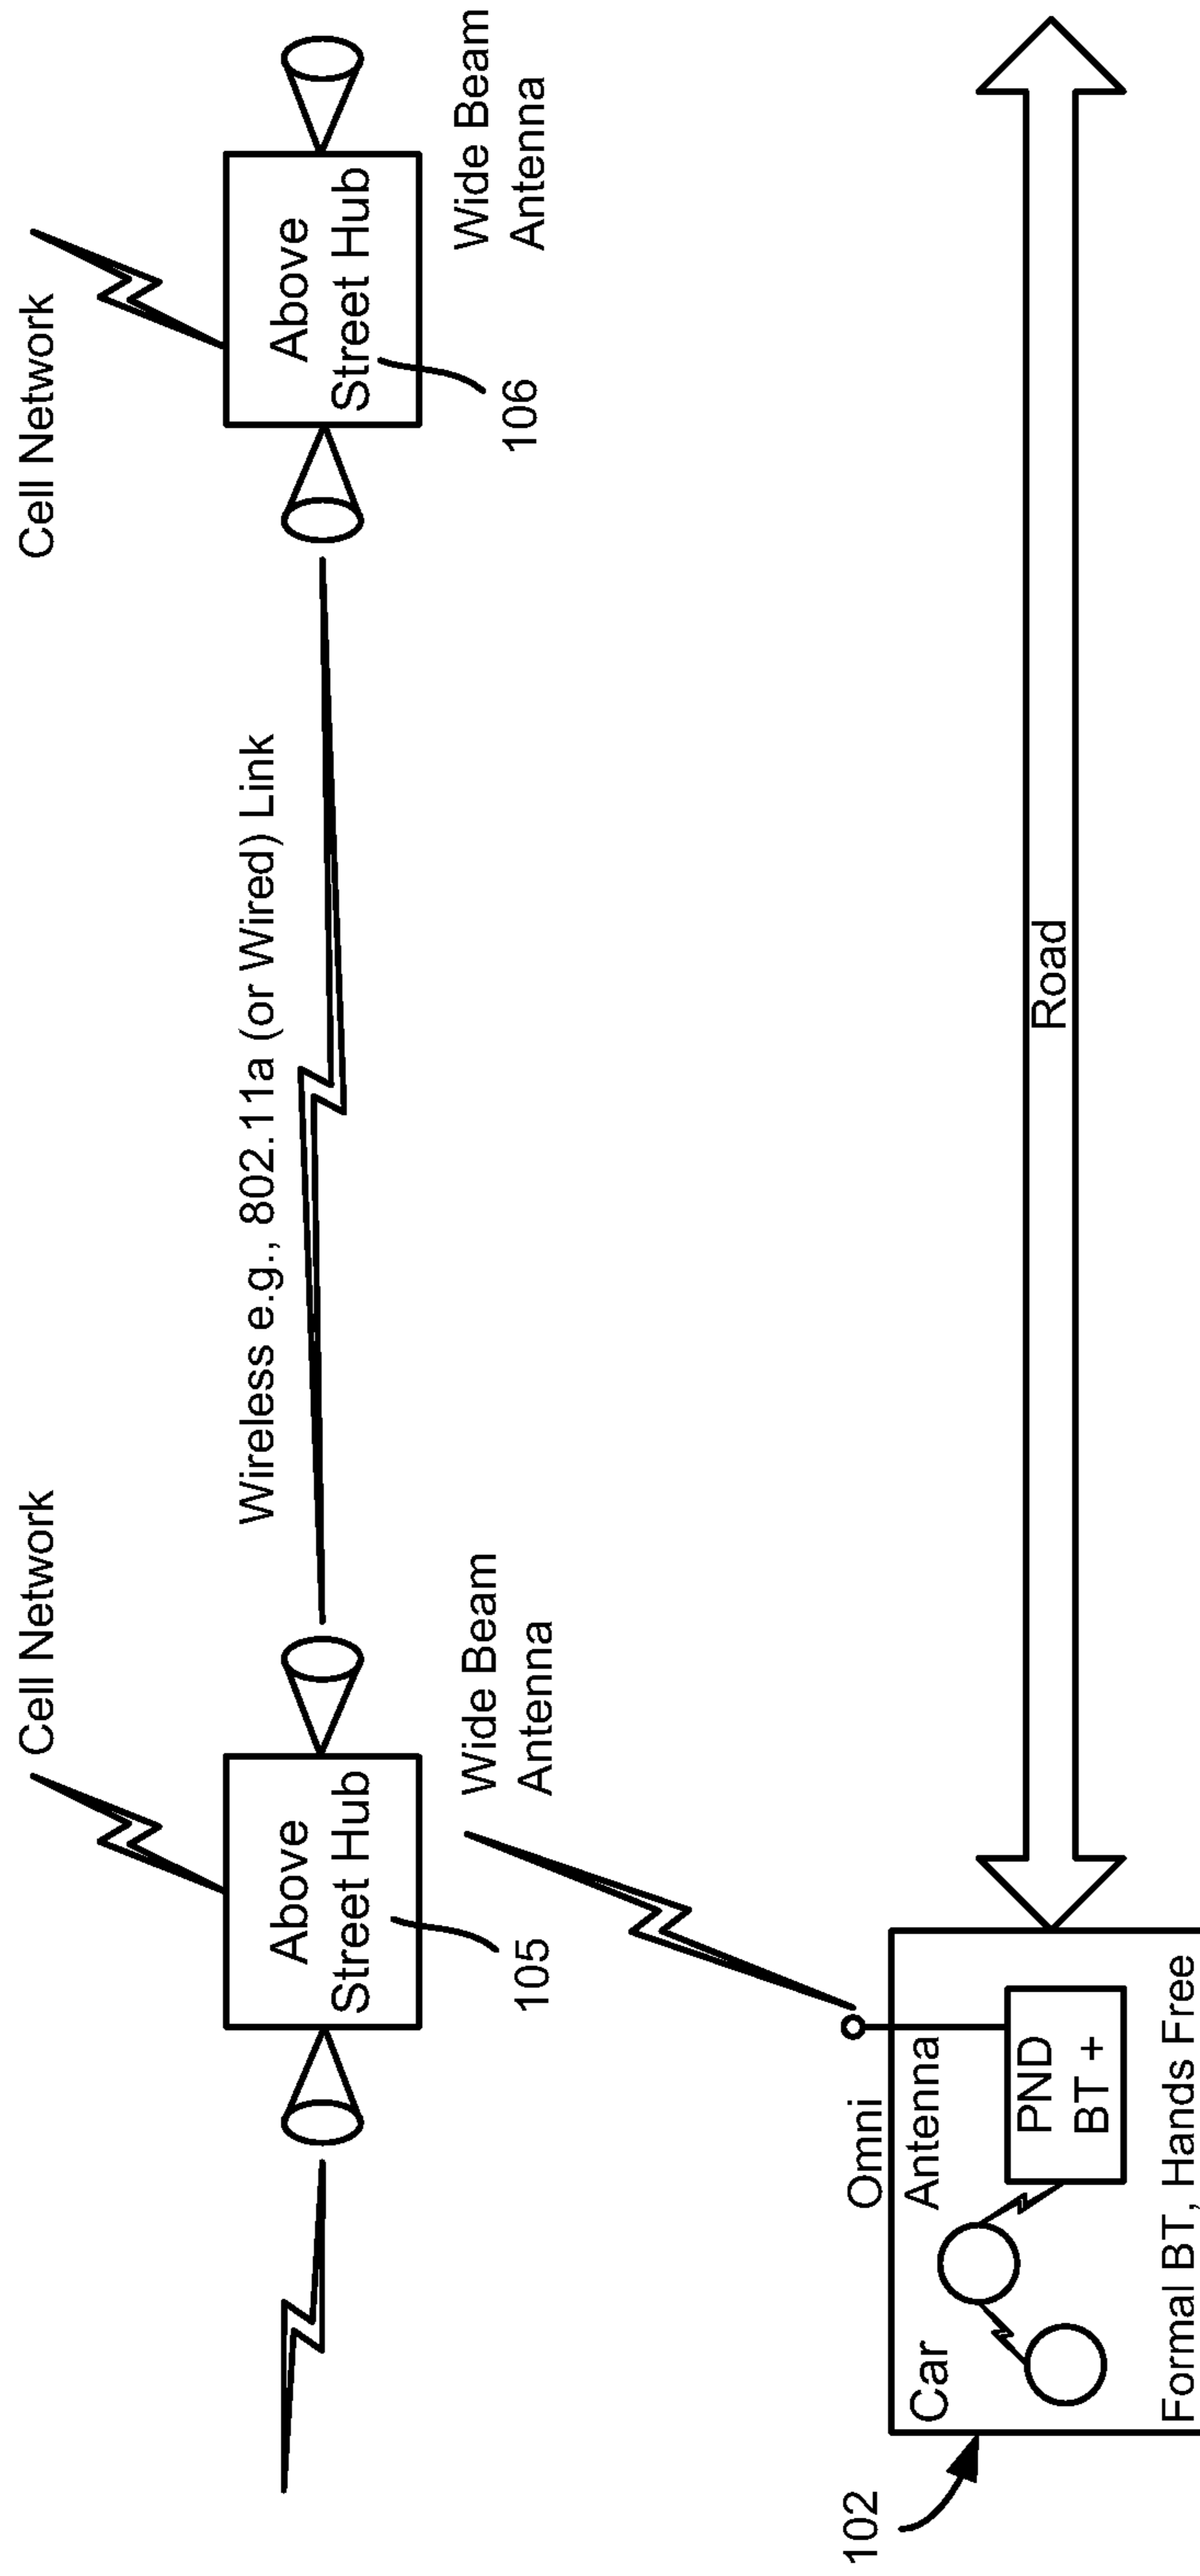 Cell Network
Cell Network
Wireless e.g., 802.11a (or Wired) Link
Above
Street Hub
Above
Street Hub
105
106
Wide Beam
Antenna
Wide Beam
Antenna
102
Car
Omni
Antenna
PND
BT +
Formal BT, Hands Free
Road